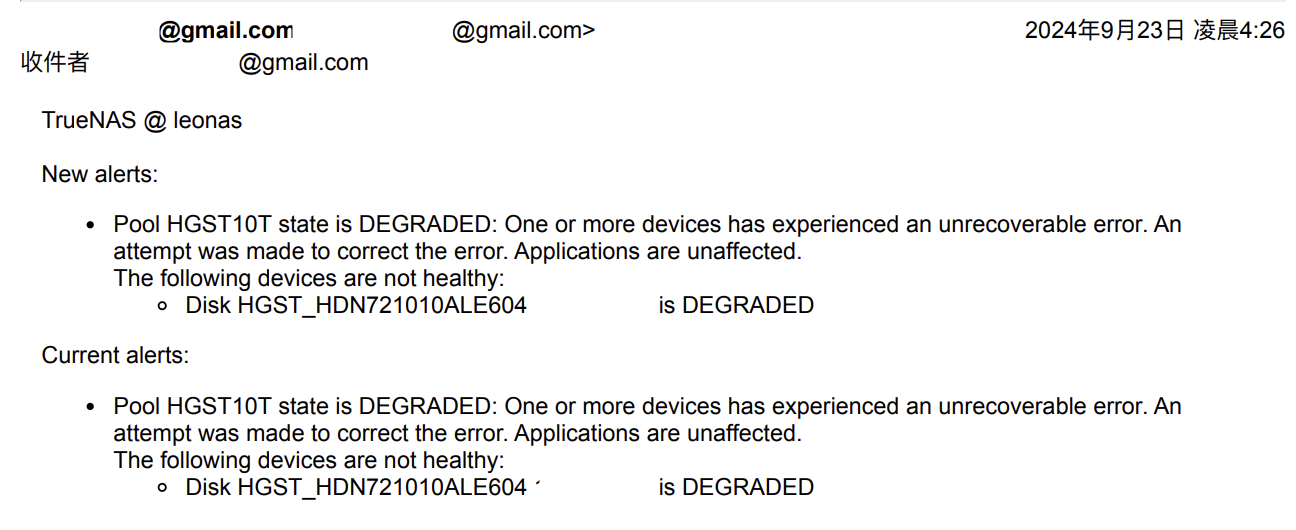 @gmail.com @gmail.com> 2024年9月23日 凌晨4:26
收件者 @gmail.com
TrueNAS @ leonas
New alerts:
• Pool HGST10T state is DEGRADED: One or more devices has experienced an unrecoverable error. An
attempt was made to correct the error. Applications are unaffected.
The following devices are not healthy:
◦ Disk HGST_HDN721010ALE604 is DEGRADED
Current alerts:
• Pool HGST10T state is DEGRADED: One or more devices has experienced an unrecoverable error. An
attempt was made to correct the error. Applications are unaffected.
The following devices are not healthy:
◦ Disk HGST_HDN721010ALE604 is DEGRADED